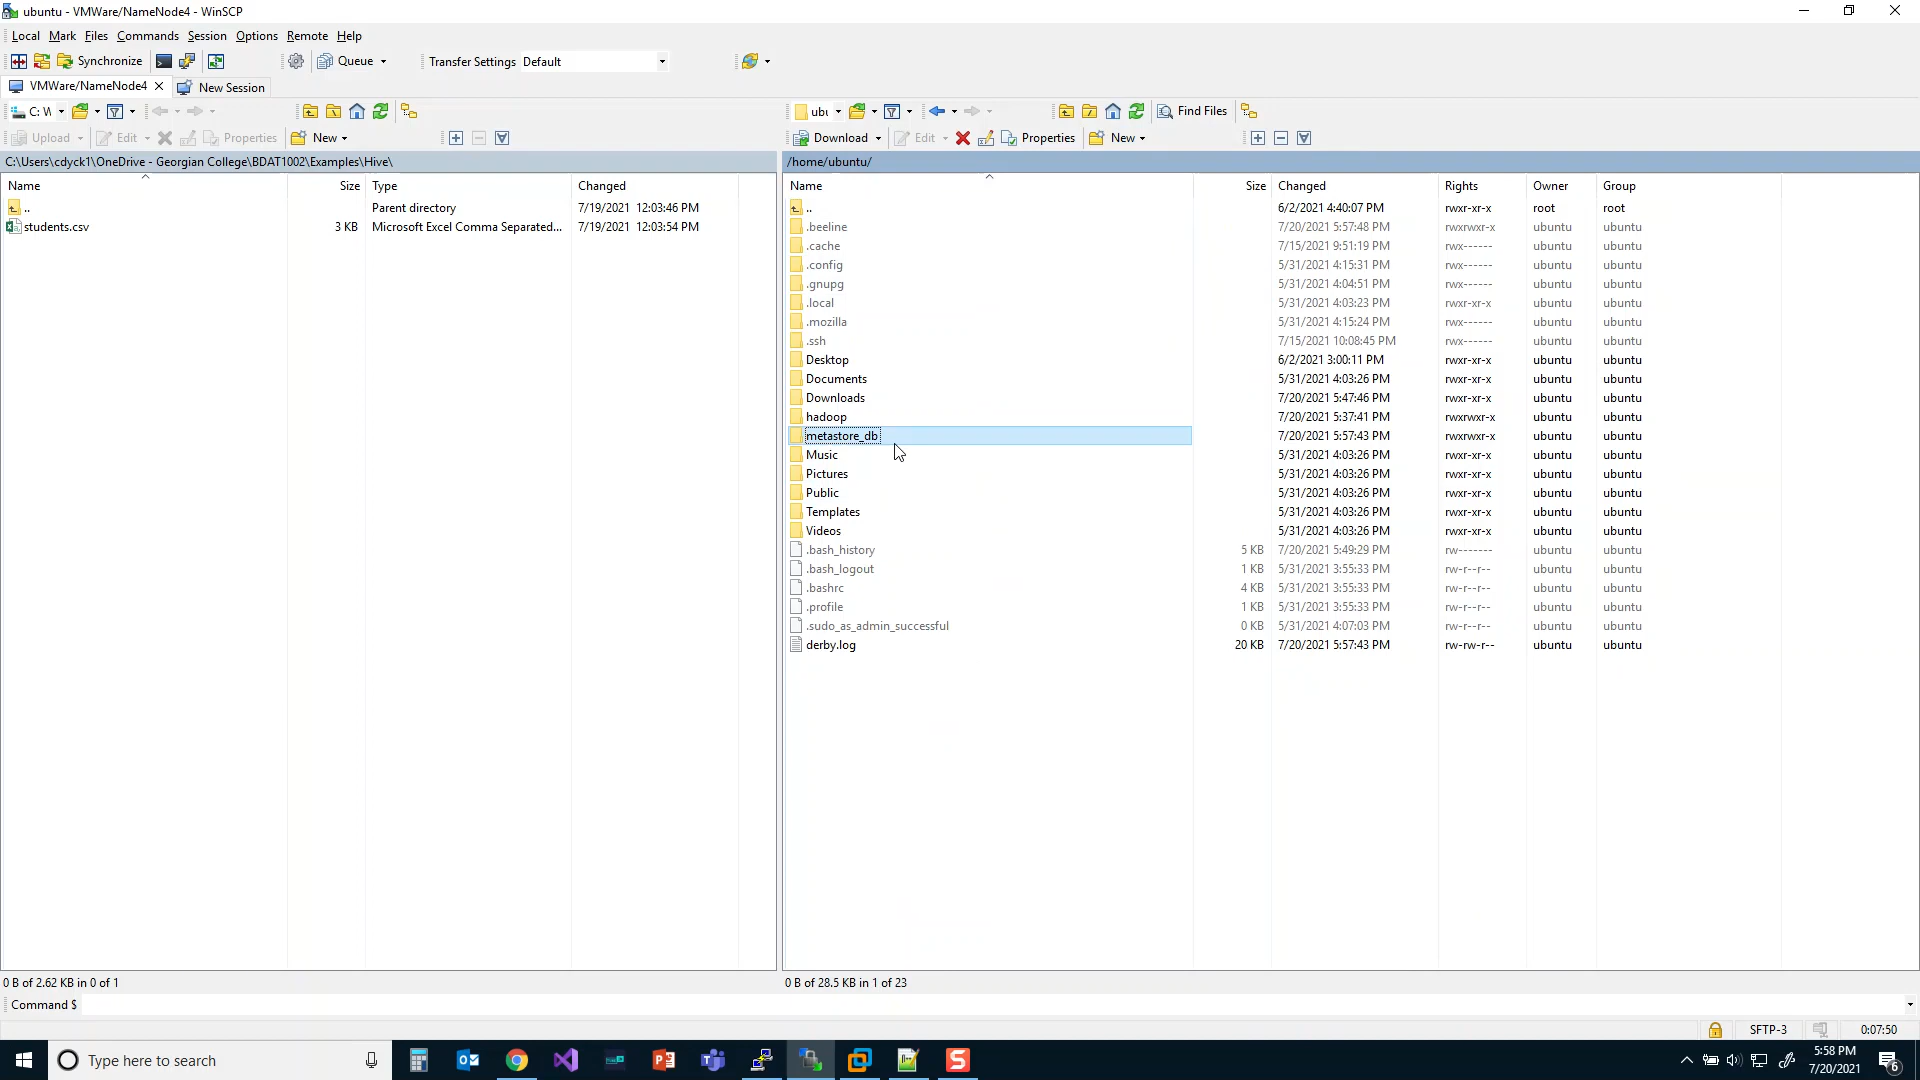 ubuntu - VMWare/NameNode4 - WinSCP
Local Mark Files Commands Session Options Remote Help
Synchronize Queue Transfer Settings Default
VMWare/NameNode4 New Session
C: ubu Find Files
Upload Edit Properties New Download Edit Properties New
C:\Users\cdyck1\OneDrive - Georgian College\BDAT1002\Examples\Hive\ /home/ubuntu/
Name Size Type Changed
.. Parent directory 7/19/2021 12:03:46 PM
students.csv 3 KB Microsoft Excel Comma Separated... 7/19/2021 12:03:54 PM
Name Size Changed Rights Owner Group
.. 6/2/2021 4:40:07 PM rwxr-xr-x root root
.beeline 7/20/2021 5:57:48 PM rwxrwxr-x ubuntu ubuntu
.cache 7/15/2021 9:51:19 PM rwx------ ubuntu ubuntu
.config 5/31/2021 4:15:31 PM rwx------ ubuntu ubuntu
.gnupg 5/31/2021 4:04:51 PM rwx------ ubuntu ubuntu
.local 5/31/2021 4:03:23 PM rwxr-xr-x ubuntu ubuntu
.mozilla 5/31/2021 4:15:24 PM rwx------ ubuntu ubuntu
.ssh 7/15/2021 10:08:45 PM rwx------ ubuntu ubuntu
Desktop 6/2/2021 3:00:11 PM rwxr-xr-x ubuntu ubuntu
Documents 5/31/2021 4:03:26 PM rwxr-xr-x ubuntu ubuntu
Downloads 7/20/2021 5:47:46 PM rwxr-xr-x ubuntu ubuntu
hadoop 7/20/2021 5:37:41 PM rwxrwxr-x ubuntu ubuntu
metastore_db 7/20/2021 5:57:43 PM rwxrwxr-x ubuntu ubuntu
Music 5/31/2021 4:03:26 PM rwxr-xr-x ubuntu ubuntu
Pictures 5/31/2021 4:03:26 PM rwxr-xr-x ubuntu ubuntu
Public 5/31/2021 4:03:26 PM rwxr-xr-x ubuntu ubuntu
Templates 5/31/2021 4:03:26 PM rwxr-xr-x ubuntu ubuntu
Videos 5/31/2021 4:03:26 PM rwxr-xr-x ubuntu ubuntu
.bash_history 5 KB 7/20/2021 5:49:29 PM rw------- ubuntu ubuntu
.bash_logout 1 KB 5/31/2021 3:55:33 PM rw-r--r-- ubuntu ubuntu
.bashrc 4 KB 5/31/2021 3:55:33 PM rw-r--r-- ubuntu ubuntu
.profile 1 KB 5/31/2021 3:55:33 PM rw-r--r-- ubuntu ubuntu
.sudo_as_admin_successful 0 KB 5/31/2021 4:07:03 PM rw-r--r-- ubuntu ubuntu
derby.log 20 KB 7/20/2021 5:57:43 PM rw-rw-r-- ubuntu ubuntu
0 B of 2.62 KB in 0 of 1 0 B of 28.5 KB in 1 of 23
Command $
SFTP-3 0:07:50
Type here to search
5:58 PM
7/20/2021
6